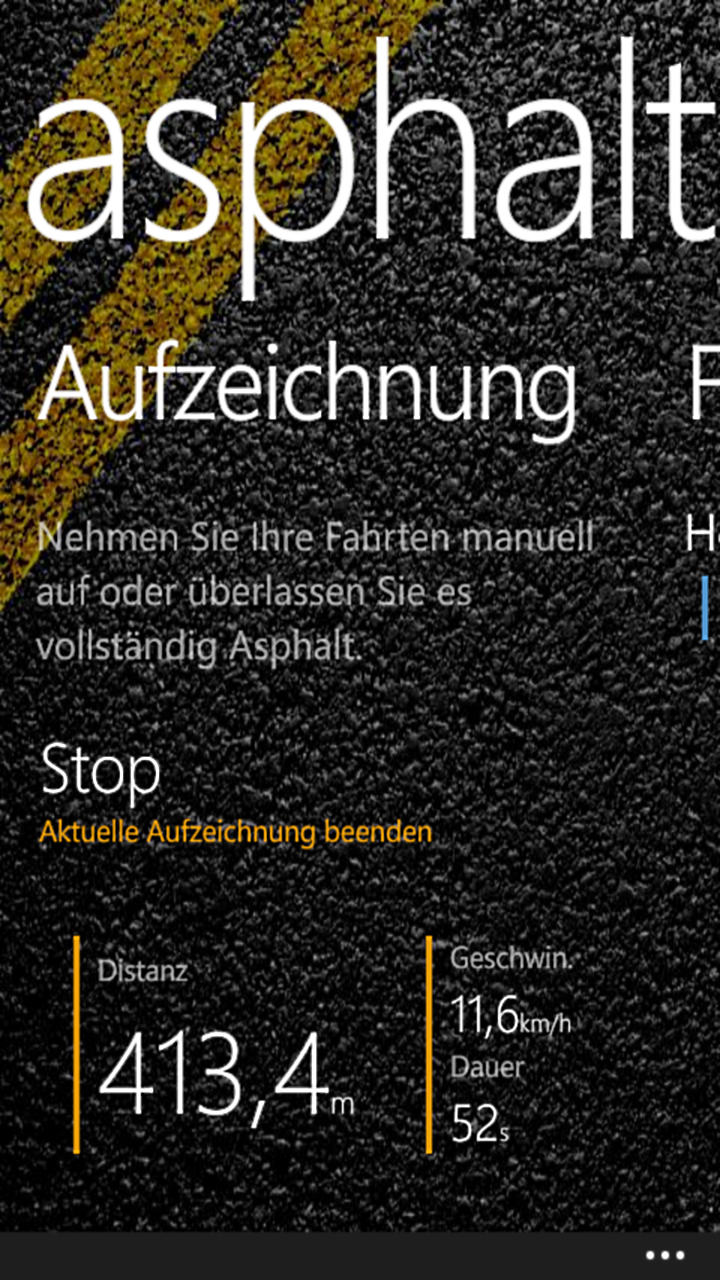 asphalt
Aufzeichnung
Nehmen Sie Ihre Fahrten manuell
auf oder überlassen Sie es
vollständig Asphalt.
Stop
Aktuelle Aufzeichnung beenden
Distanz
413,4m
Geschwin.
11,6km/h
Dauer
52s